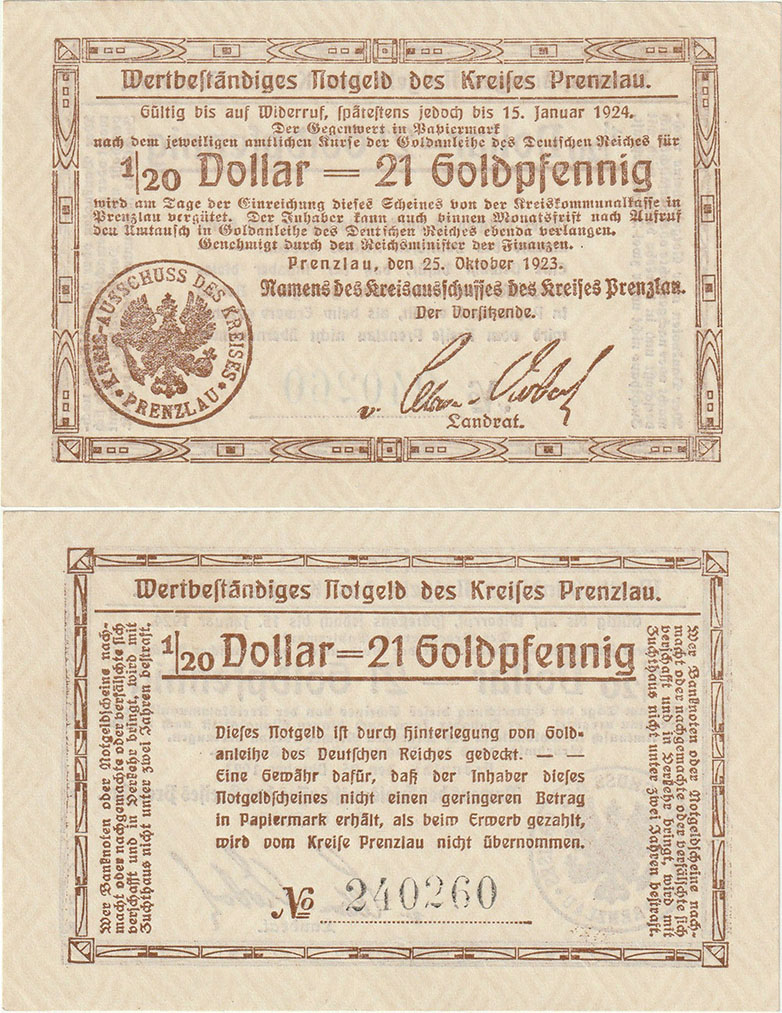 Wertbeständiges Notgeld des Kreises Prenzlau.
Gültig bis auf Widerruf, spätestens jedoch bis 15. Januar 1924.
Der Gegenwert in Papiermark
nach dem jeweiligen amtlichen Kurse der Goldanleihe des Deutschen Reiches für
1/20 Dollar = 21 Goldpfennig
wird am Tage der Einreichung dieses Scheines von der Kreiskommunalkasse in
Prenzlau vergütet. Der Inhaber kann auch binnen Monatsfrist nach Aufruf
den Umtausch in Goldanleihe des Deutschen Reiches ebenda verlangen.
Genehmigt durch den Reichsminister der Finanzen.
Prenzlau, den 25. Oktober 1923.
Namens des Kreisausschusses des Kreises Prenzlau.
Der Vorsitzende.
Landrat.
KREIS-AUSSCHUSS DES KREISES
PRENZLAU
Wertbeständiges Notgeld des Kreises Prenzlau.
1/20 Dollar = 21 Goldpfennig
Wer Banknoten oder Notgeldscheine nach-
macht oder nachgemachte oder verfälschte sich
verschafft und in Verkehr bringt, wird mit
Zuchthaus nicht unter zwei Jahren bestraft.
Dieses Notgeld ist durch Hinterlegung von Gold-
anleihe des Deutschen Reiches gedeckt. — —
Eine Gewähr dafür, daß der Inhaber dieses
Notgeldscheines nicht einen geringeren Betrag
in Papiermark erhält, als beim Erwerb gezahlt,
wird vom Kreise Prenzlau nicht übernommen.
No 240260
Wer Banknoten oder Notgeldscheine nach-
macht oder nachgemachte oder verfälschte sich
verschafft und in Verkehr bringt, wird mit
Zuchthaus nicht unter zwei Jahren bestraft.